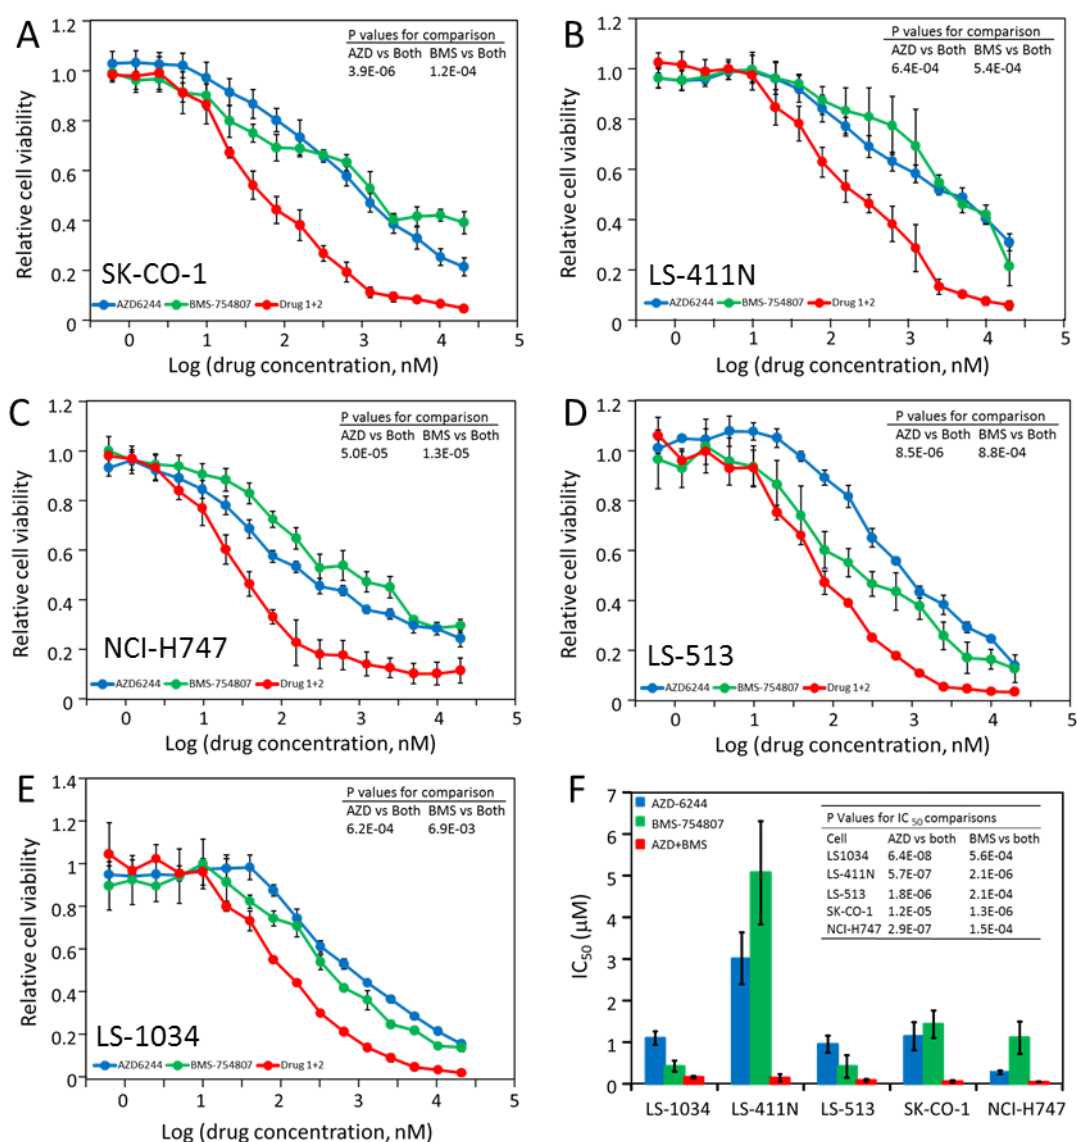 A
P values for comparison
AZD vs Both BMS vs Both
3.9E-06 1.2E-04
1.2
1.0
0.8
0.6
0.4
0.2
0
Relative cell viability
SK-CO-1
AZD6244 BMS-754807 Drug 1+2
0 1 2 3 4 5
Log (drug concentration, nM)
B
P values for comparison
AZD vs Both BMS vs Both
6.4E-04 5.4E-04
1.2
1.0
0.8
0.6
0.4
0.2
0
Relative cell viability
LS-411N
AZD6244 BMS-754807 Drug 1+2
0 1 2 3 4 5
Log (drug concentration, nM)
C
P values for comparison
AZD vs Both BMS vs Both
5.0E-05 1.3E-05
1.2
1.0
0.8
0.6
0.4
0.2
0
Relative cell viability
NCI-H747
AZD6244 BMS-754807 Drug 1+2
0 1 2 3 4 5
Log (drug concentration, nM)
D
P values for comparison
AZD vs Both BMS vs Both
8.5E-06 8.8E-04
1.2
1.0
0.8
0.6
0.4
0.2
0
Relative cell viability
LS-513
AZD6244 BMS-754807 Drug 1+2
0 1 2 3 4 5
Log (drug concentration, nM)
E
P values for comparison
AZD vs Both BMS vs Both
6.2E-04 6.9E-03
1.4
1.2
1.0
0.8
0.6
0.4
0.2
0
Relative cell viability
LS-1034
AZD6244 BMS-754807 Drug 1+2
0 1 2 3 4 5
Log (drug concentration, nM)
F
AZD-6244
BMS-754807
AZD+BMS
P Values for IC50 comparisons
Cell AZD vs both BMS vs both
LS1034 6.4E-08 5.6E-04
LS-411N 5.7E-07 2.1E-06
LS-513 1.8E-06 2.1E-04
SK-CO-1 1.2E-05 1.3E-06
NCI-H747 2.9E-07 1.5E-04
7
6
5
4
3
2
1
0
IC50 (µM)
LS-1034 LS-411N LS-513 SK-CO-1 NCI-H747